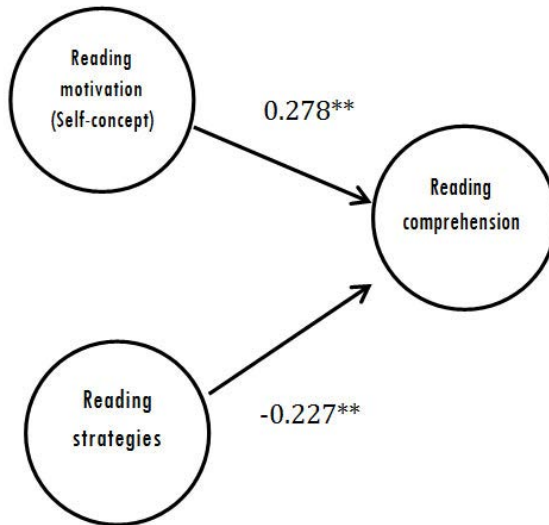 Reading
motivation
(Self-concept)
0.278**
Reading
comprehension
Reading
strategies
-0.227**